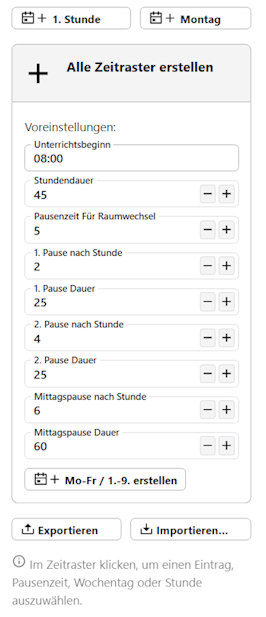 1. Stunde
Montag
Alle Zeitraster erstellen
Voreinstellungen:
Unterrichtsbeginn
08:00
Stundendauer
45
Pausenzeit Für Raumwechsel
5
1. Pause nach Stunde
2
1. Pause Dauer
25
2. Pause nach Stunde
4
2. Pause Dauer
25
Mittagspause nach Stunde
6
Mittagspause Dauer
60
Mo-Fr / 1.-9. erstellen
Exportieren
Importieren...
Im Zeitraster klicken, um einen Eintrag,
Pausenzeit, Wochentag oder Stunde
auszuwählen.